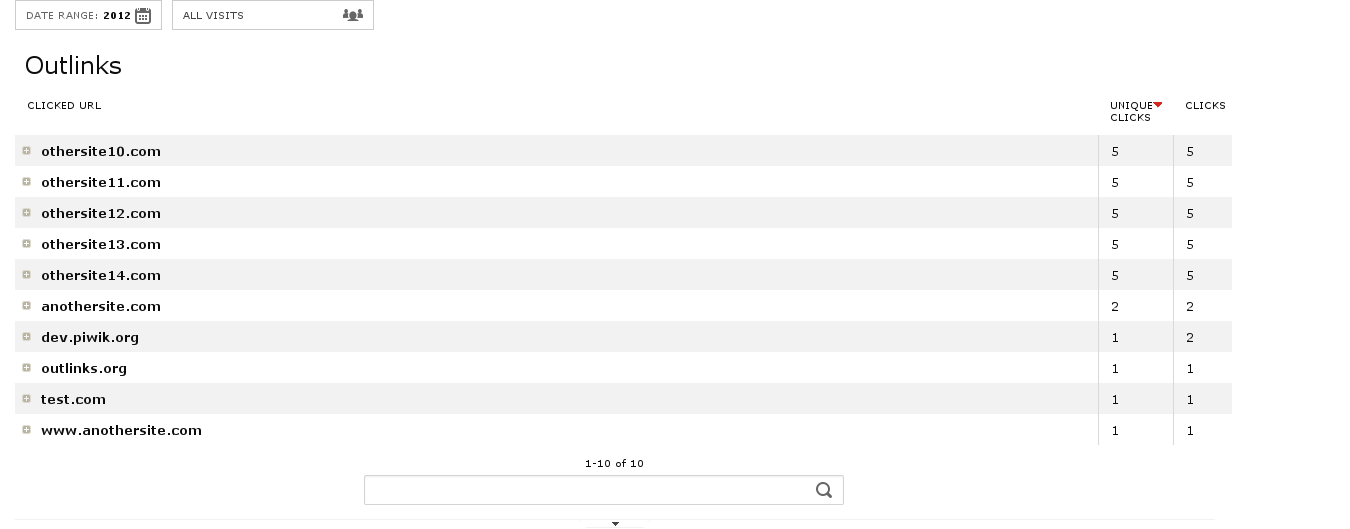 DATE RANGE: 2012 ALL VISITS
Outlinks
CLICKED URL UNIQUE CLICKS CLICKS
othersite10.com 5 5
othersite11.com 5 5
othersite12.com 5 5
othersite13.com 5 5
othersite14.com 5 5
anothersite.com 2 2
dev.piwik.org 1 2
outlinks.org 1 1
test.com 1 1
www.anothersite.com 1 1
1-10 of 10